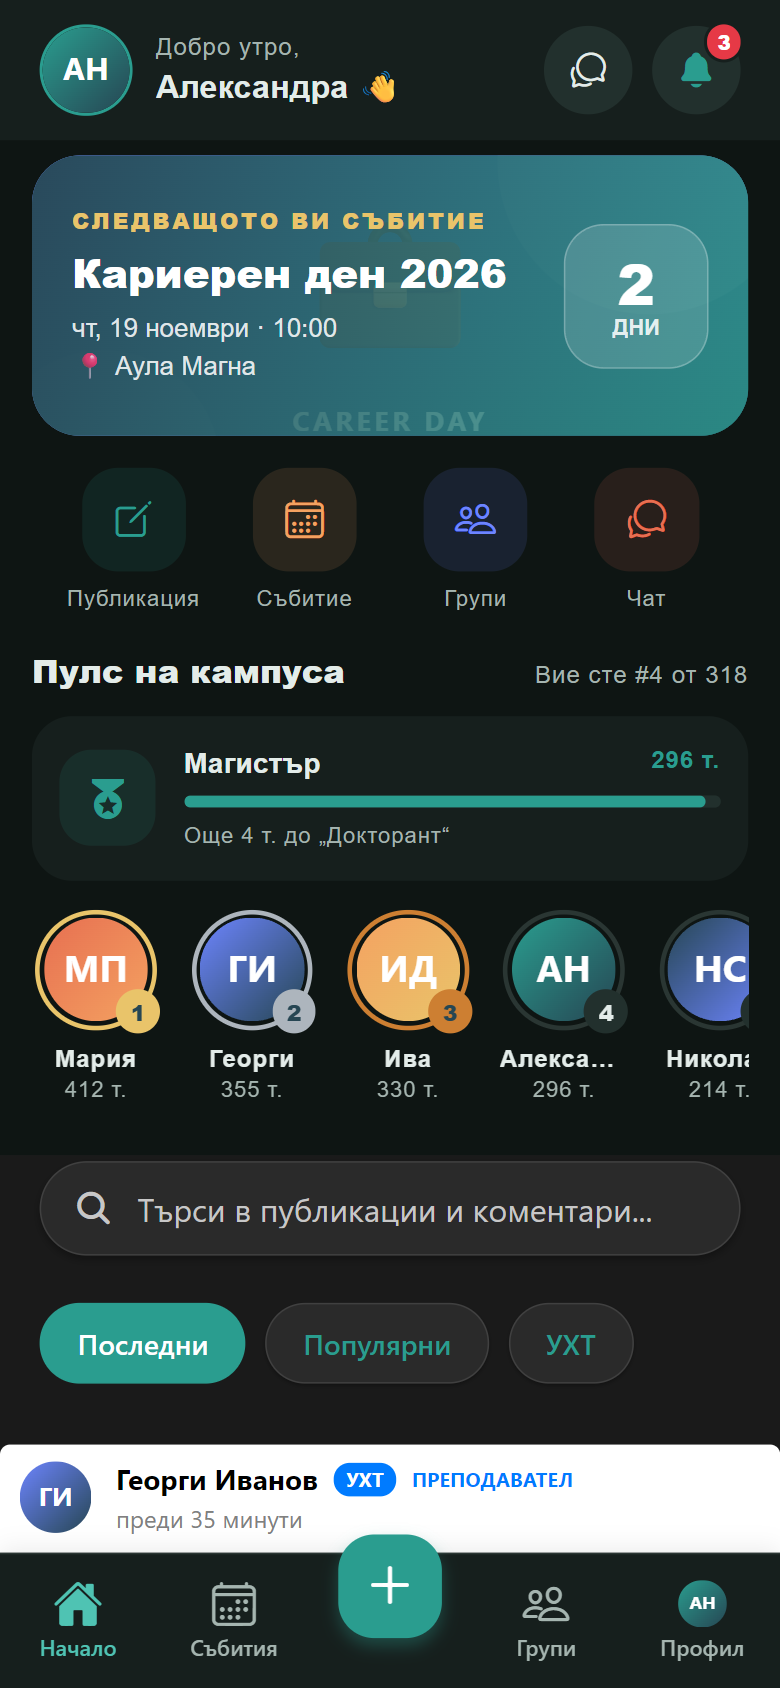 АН
Добро утро,
Александра 👋
3
СЛЕДВАЩОТО ВИ СЪБИТИЕ
Кариерен ден 2026
чт, 19 ноември · 10:00
📍 Аула Магна
2
ДНИ
CAREER DAY
Публикация
Събитие
Групи
Чат
Пулс на кампуса
Вие сте #4 от 318
Магистър
296 т.
Още 4 т. до „Докторант“
МП
1
Мария
412 т.
ГИ
2
Георги
355 т.
ИД
3
Ива
330 т.
АН
4
Алекса...
296 т.
НС
Никола
214 т.
Търси в публикации и коментари...
Последни
Популярни
УХТ
ГИ
Георги Иванов УХТ ПРЕПОДАВАТЕЛ
преди 35 минути
Начало
Събития
Групи
АН
Профил